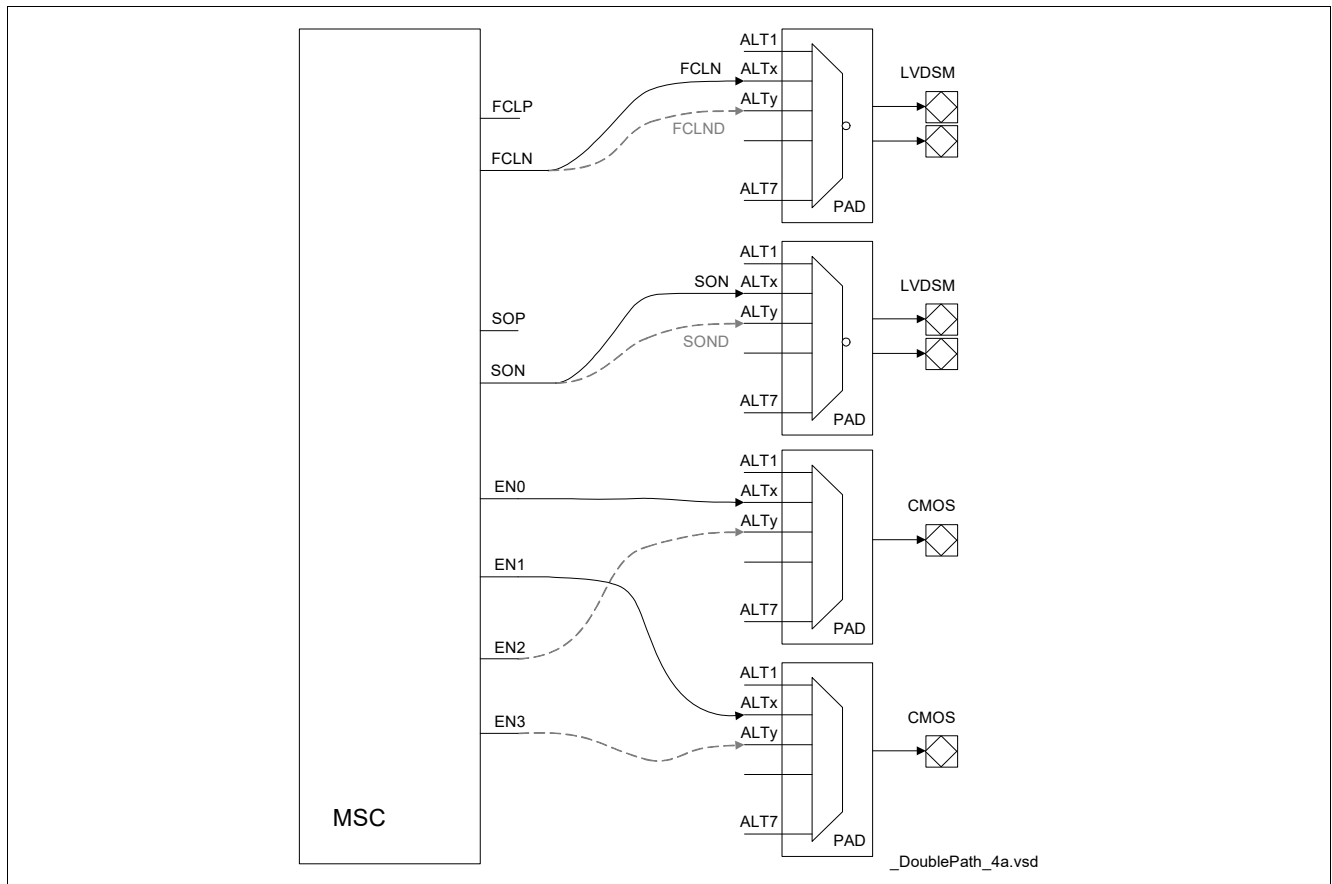 FCLP
FCLN
SOP
SON
EN0
EN1
EN2
EN3
MSC
FCLN
FCLND
ALT1
ALTx
ALTy
ALT7
PAD
LVDSM
SON
SOND
ALT1
ALTx
ALTy
ALT7
PAD
LVDSM
ALT1
ALTx
ALTy
ALT7
PAD
CMOS
ALT1
ALTx
ALTy
ALT7
PAD
CMOS
_DoublePath_4a.vsd